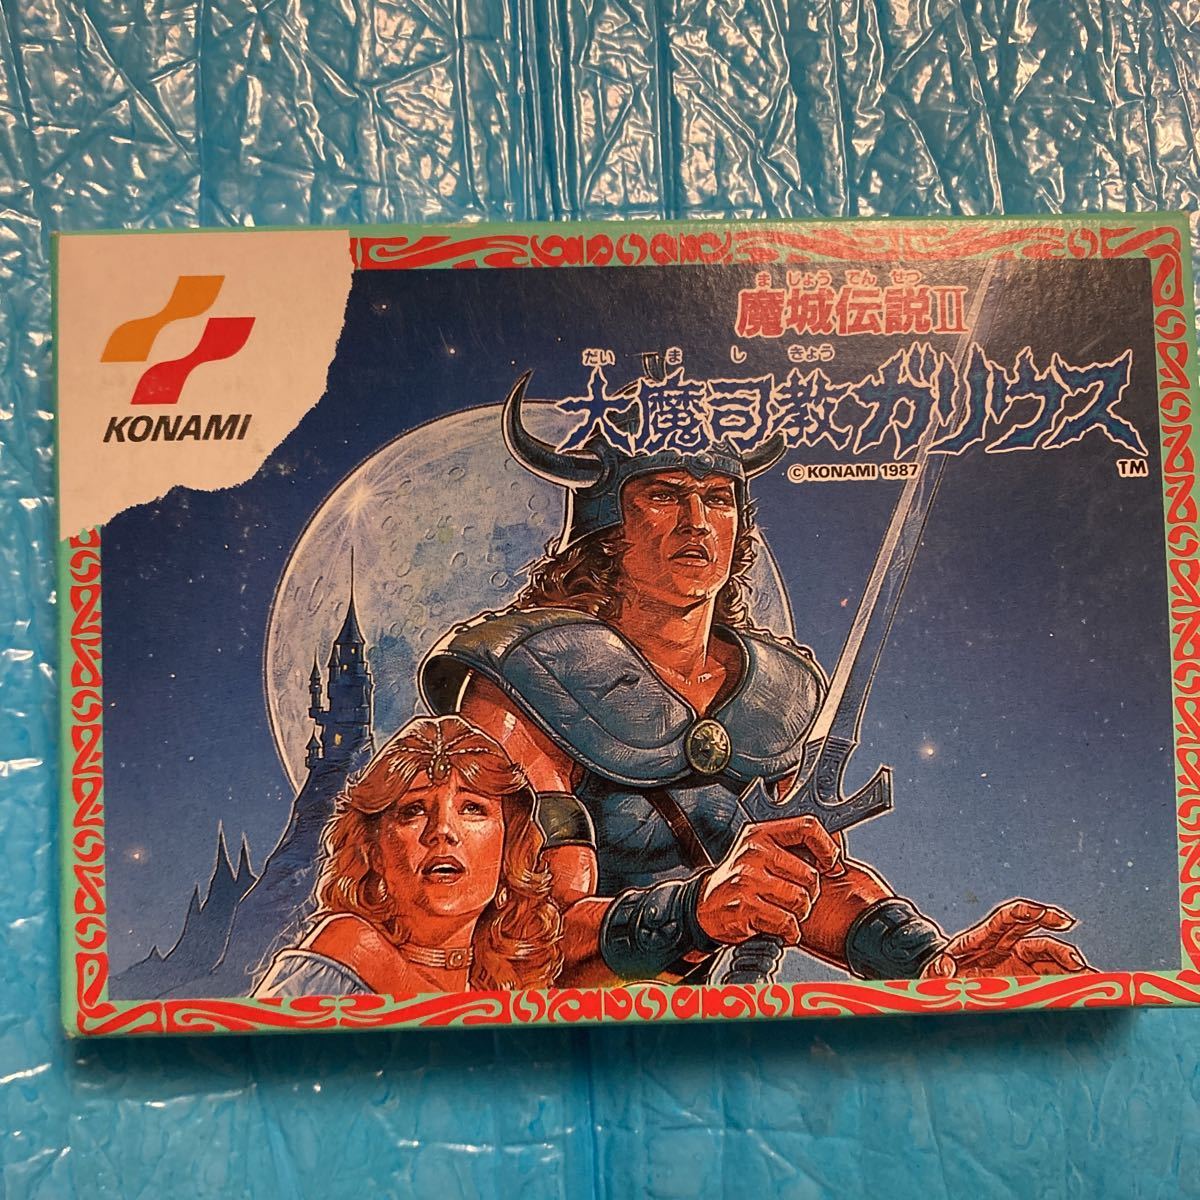 KONAMI
まじょうでんせつ
魔城伝説II
だいましきょう
大魔司教ガリウス
TM
©KONAMI 1987